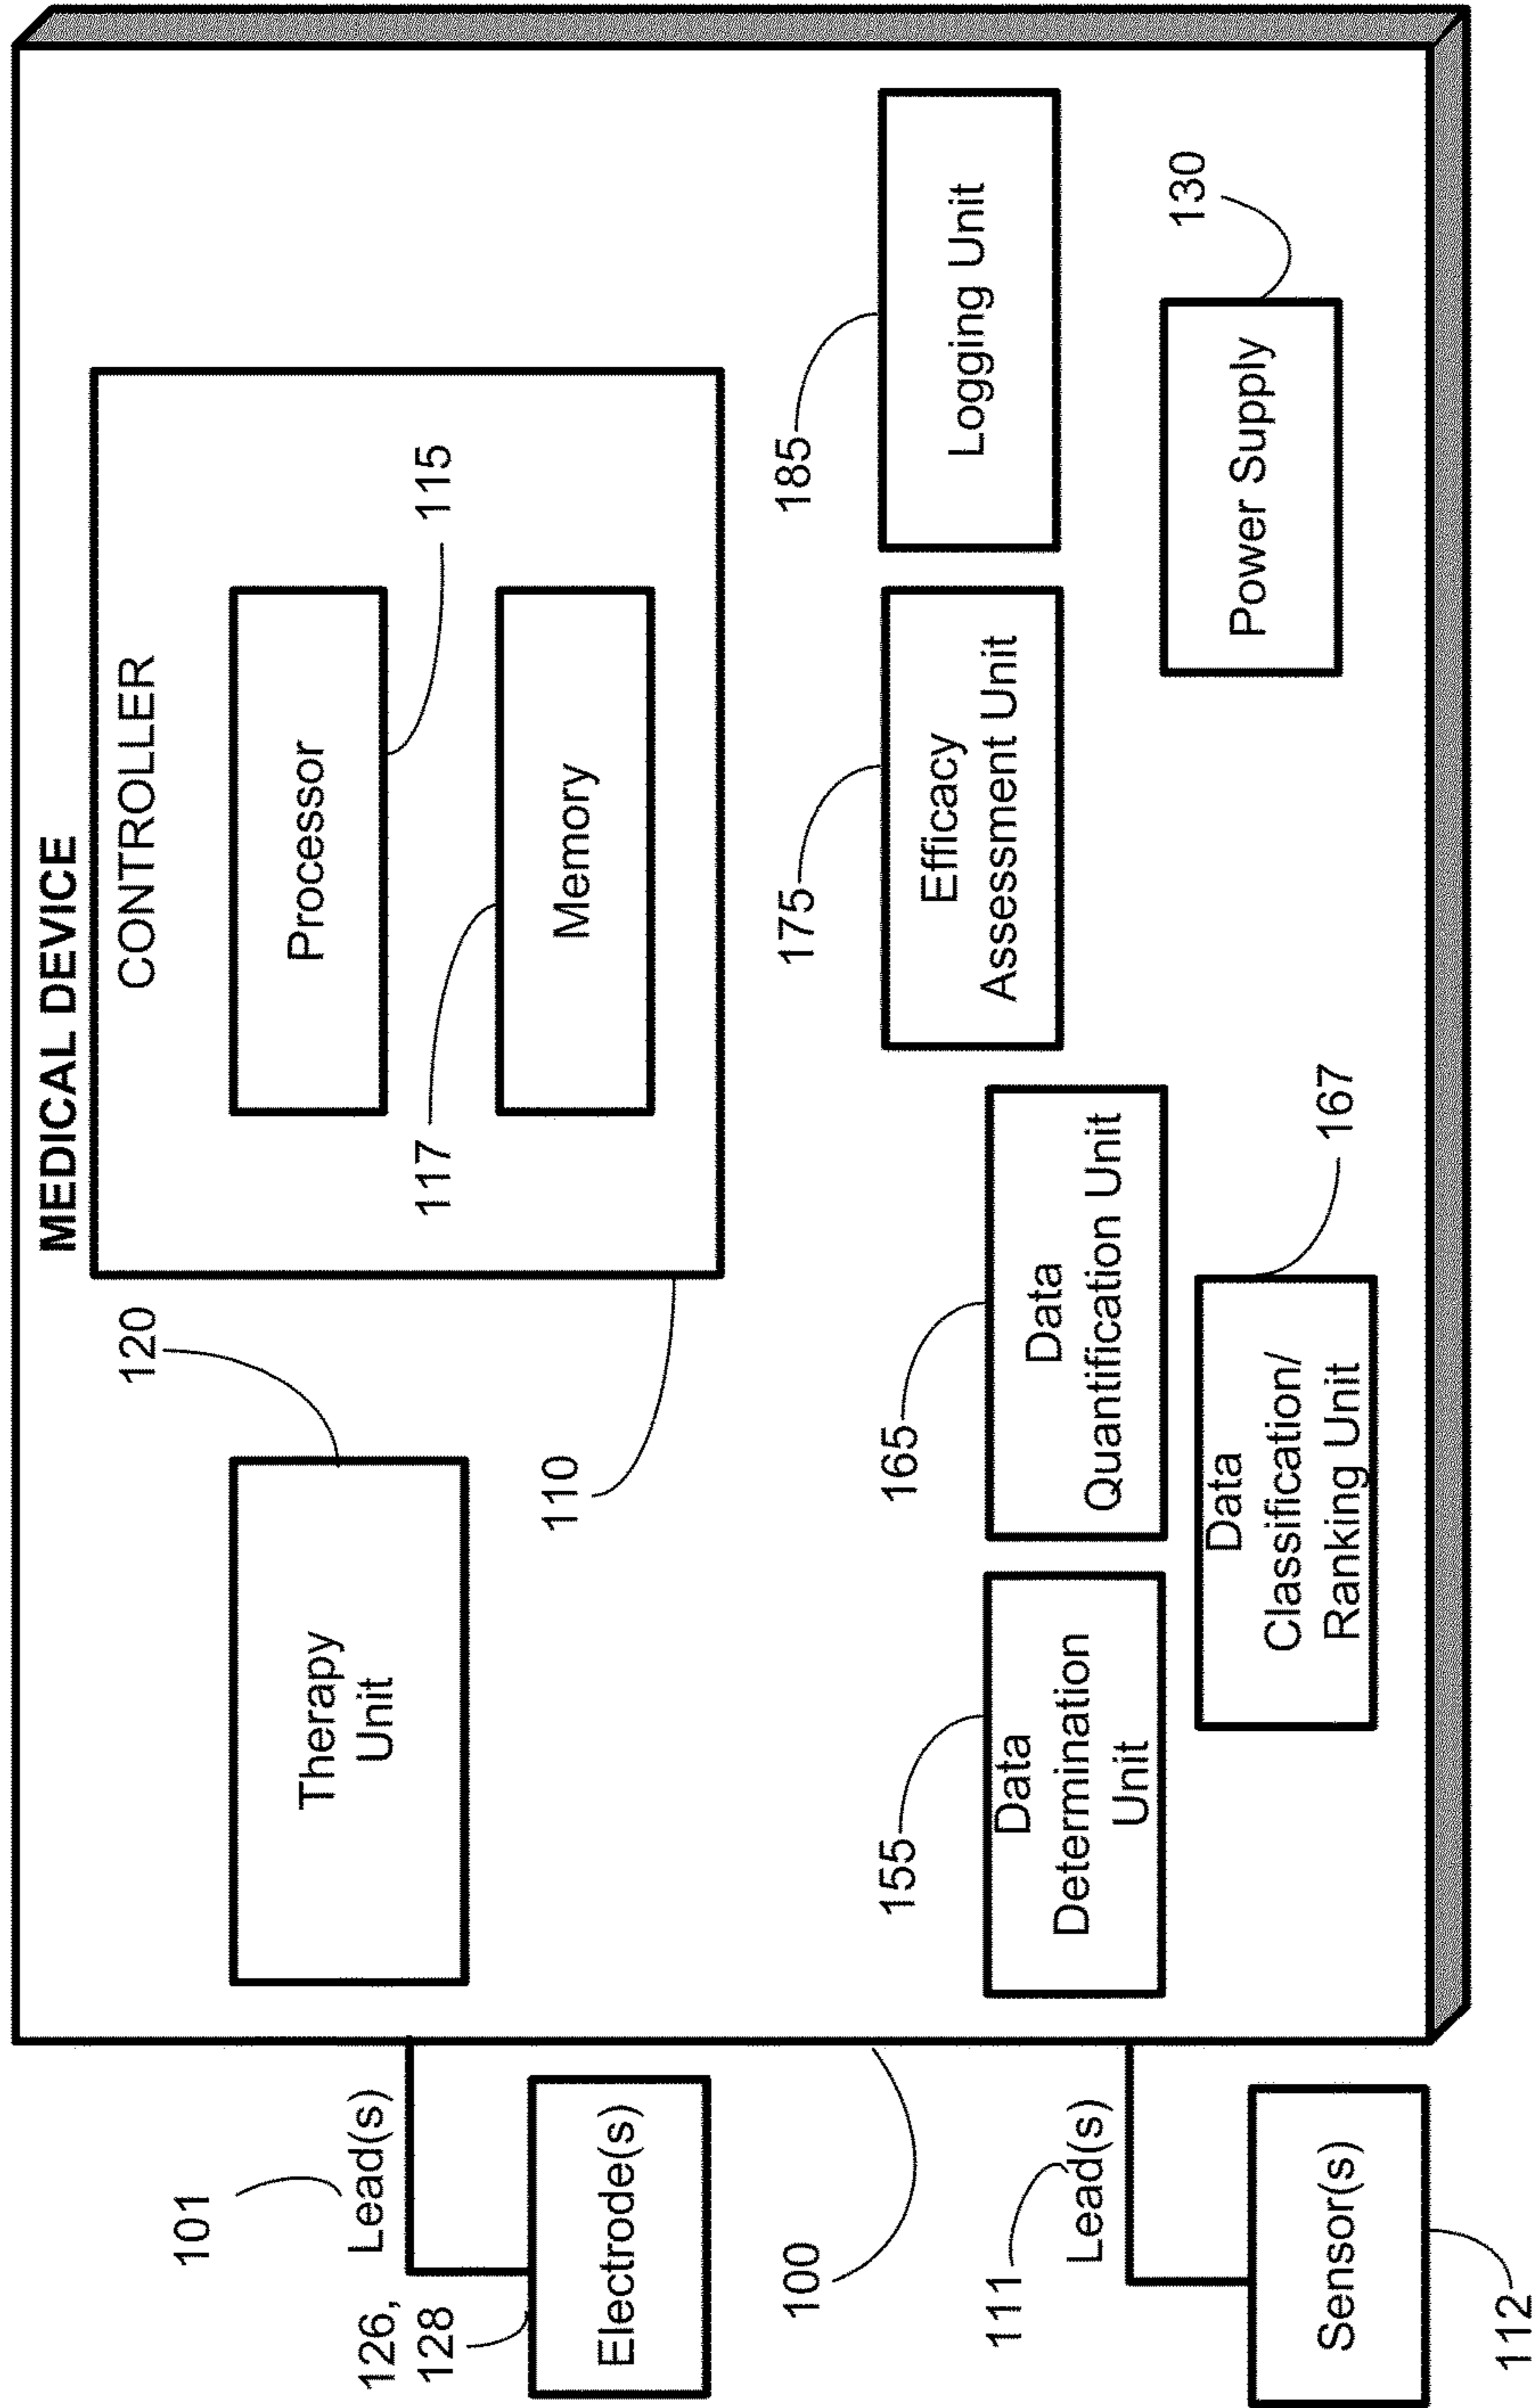 MEDICAL DEVICE
CONTROLLER
Processor
115
117
Memory
120
Therapy
Unit
110
101
Lead(s)
126,
128
Electrode(s)
100
111
Lead(s)
Sensor(s)
112
155
Data
Determination
Unit
165
Data
Quantification Unit
Data
Classification/
Ranking Unit
167
175
Efficacy
Assessment Unit
185
Logging Unit
Power Supply
130